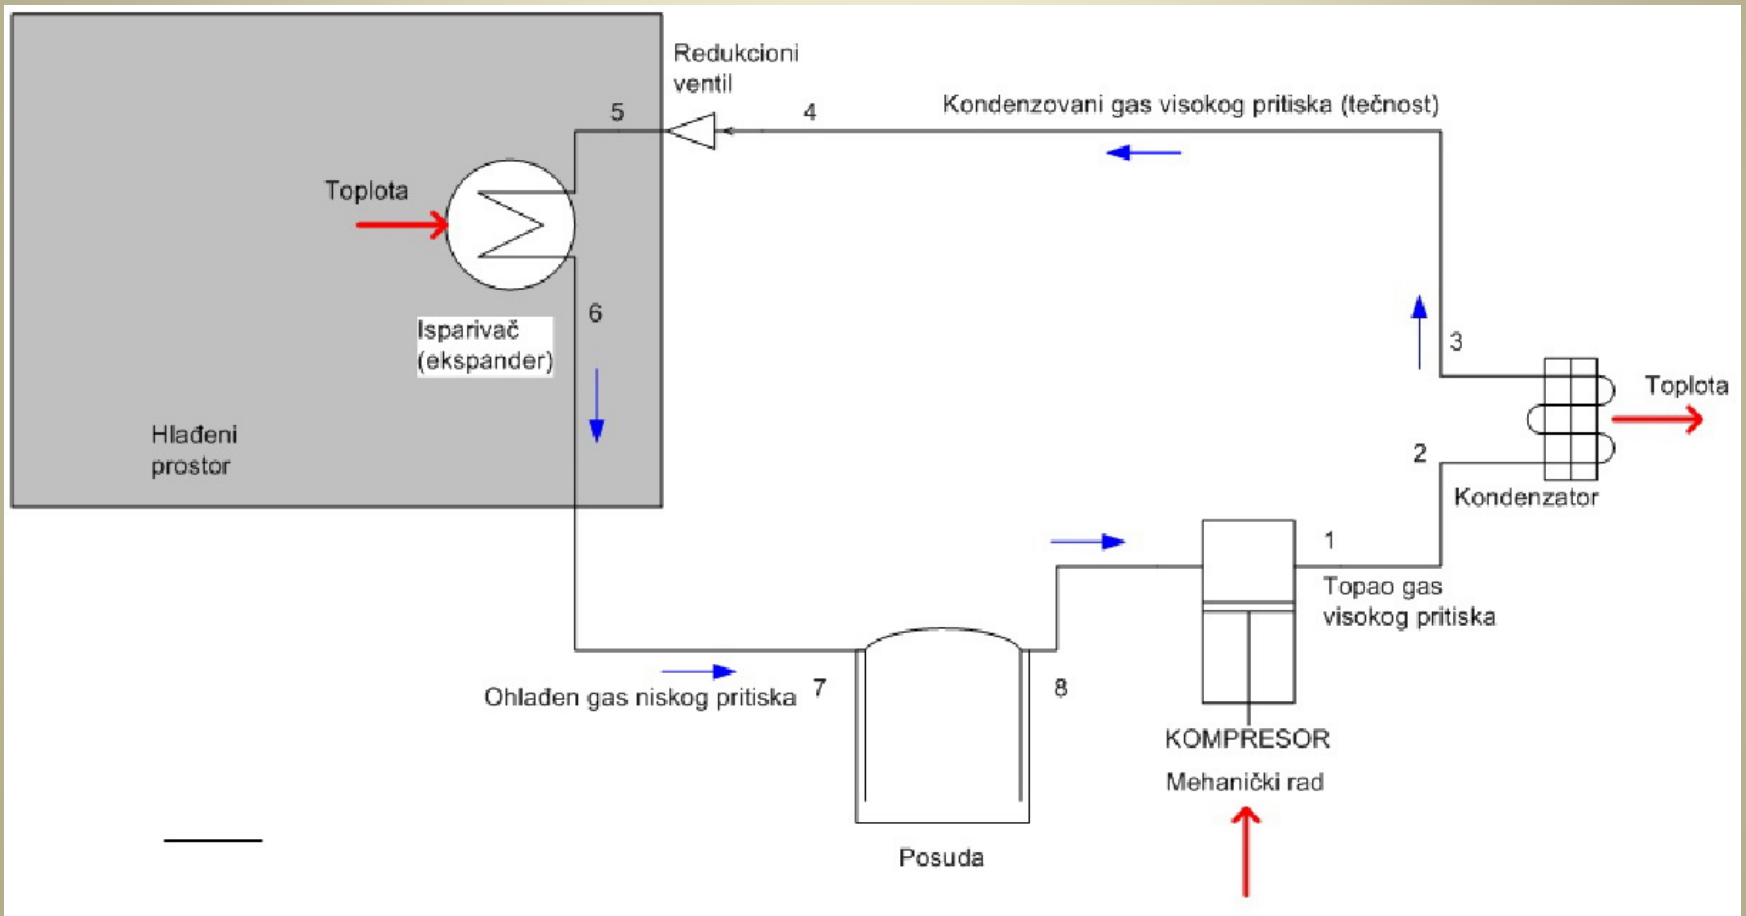 Redukcioni
ventil
5
4
Kondenzovani gas visokog pritiska (tečnost)
Toplota
6
Isparivač
(ekspander)
3
Toplota
Hlađeni
prostor
2
Kondenzator
1
Topao gas
visokog pritiska
Ohlađen gas niskog pritiska
7
8
KOMPRESOR
Mehanički rad
Posuda